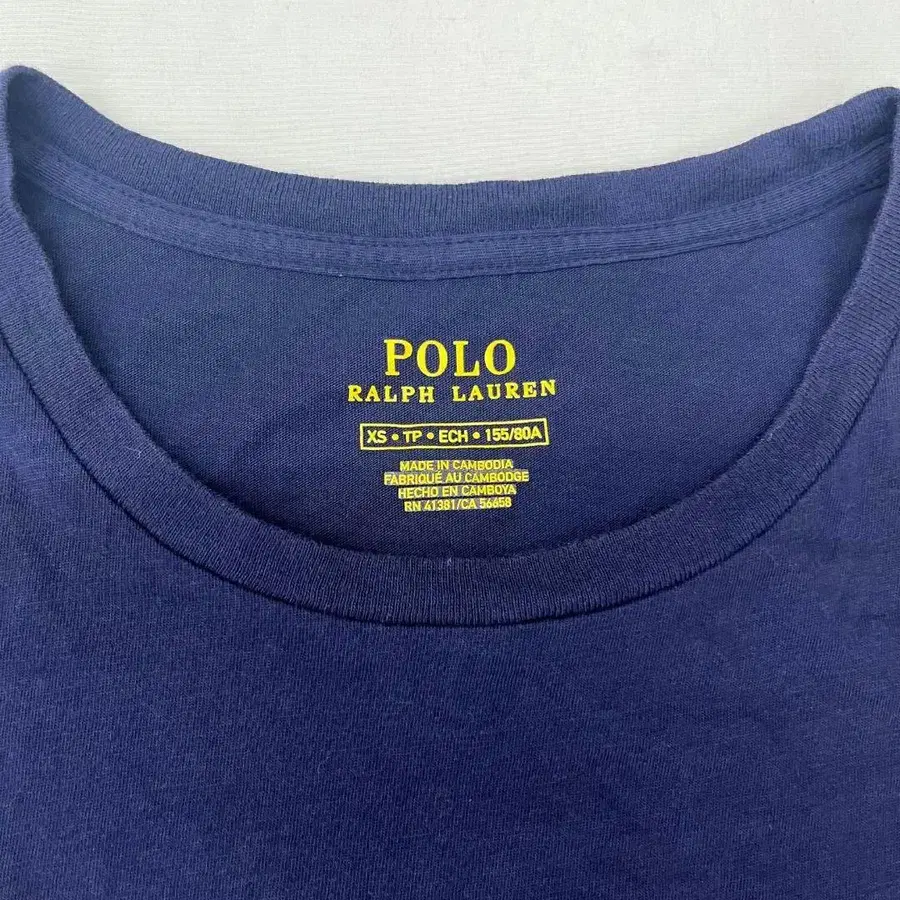 POLO
RALPH LAUREN
XS • TP • ECH • 155/80A
MADE IN CAMBODIA
FABRIQUÉ AU CAMBODGE
HECHO EN CAMBOYA
RN 41381/CA 56658